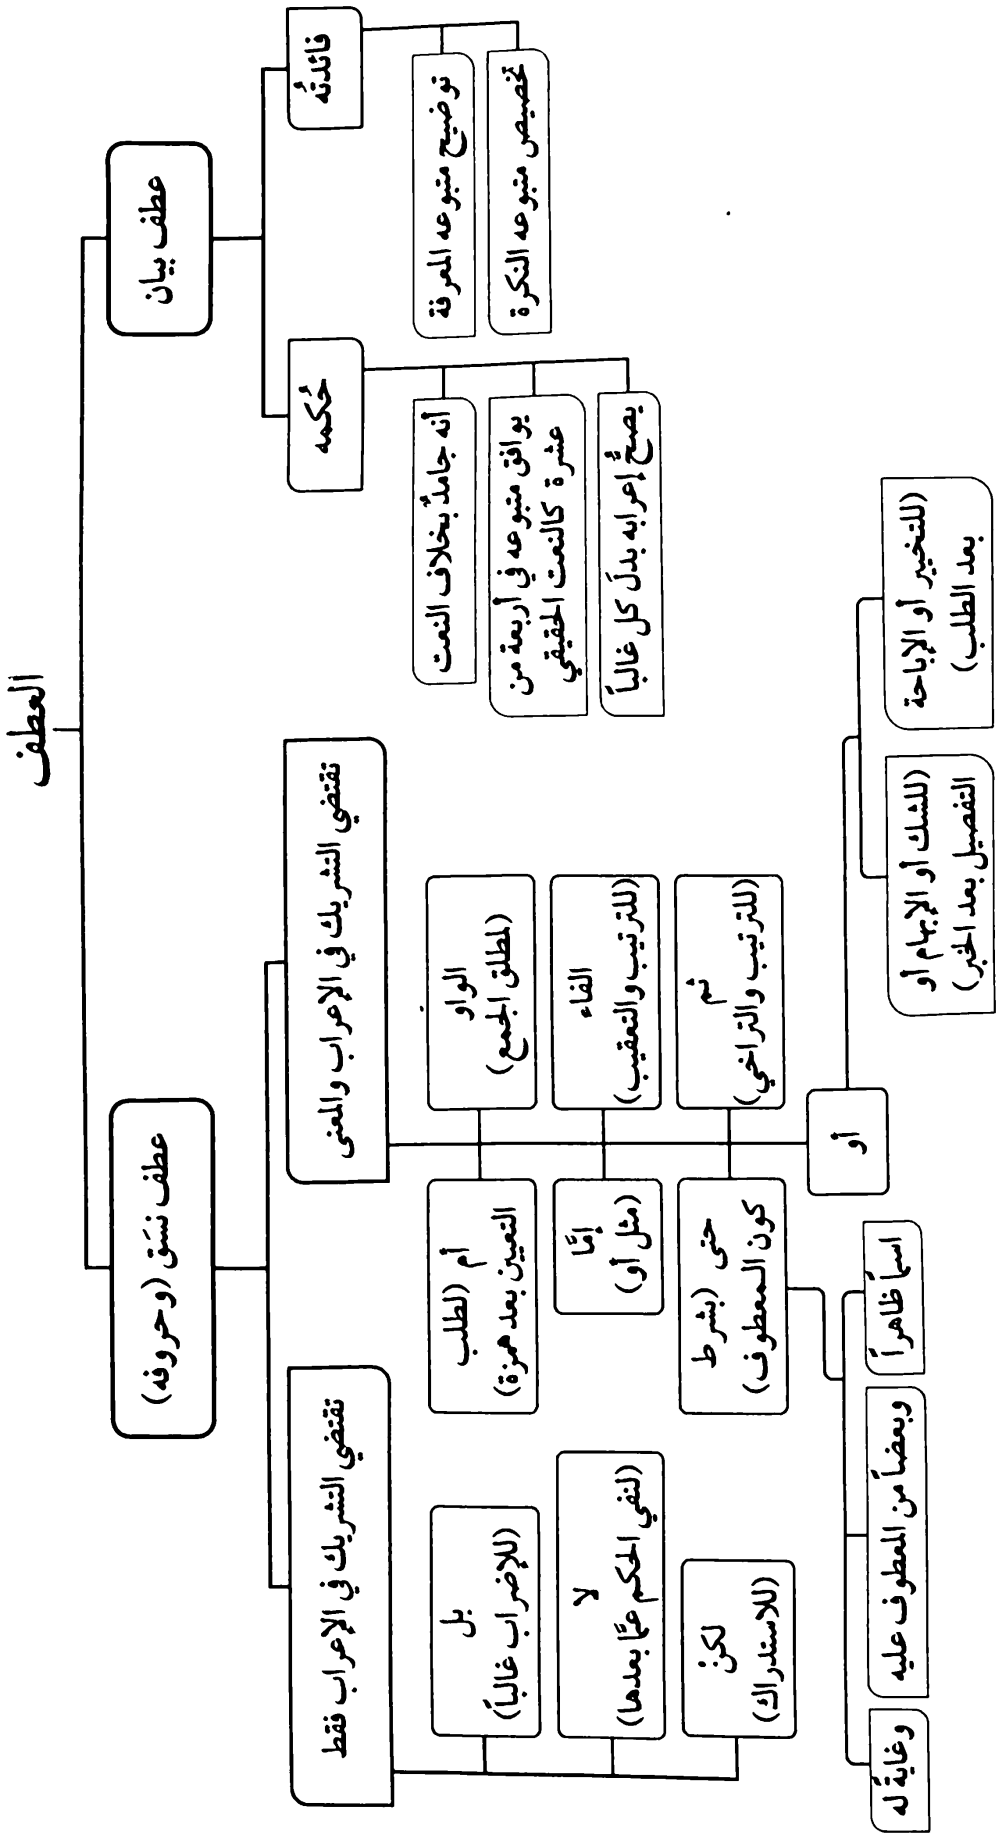 العطف
عطف بيان
فائدتهُ
توضيح متبوعه المعرفة
تخصيص متبوعه النكرة
حُكمه
أنه جامدٌ بخلاف النعت
يوافق متبوعه في أربعة من
عشرة كالنعت الحقيقي
يصحُّ إعرابه بدلَ كل غالباً
عطف نسَق (وحروفه)
تقتضي التشريك في الإعراب والمعنى
الواو
(لمطلق الجمع)
الفاء
(للترتيب والتعقيب)
ثم
(للترتيب والتراخي)
أم (لطلب
التعيين بعد همزة)
إمَّا
(مثل أو)
حتى (بشرط
كون المعطوف)
اسماً ظاهراً
وبعضاً من المعطوف عليه
وغايةً له
أو
(للتخيير أو الإباحة
بعد الطلب)
(للشك أو الإبهام أو
التفصيل بعد الخبر)
تقتضي التشريك في الإعراب فقط
بل
(للإضراب غالباً)
لا
(لنفي الحكم عمَّا بعدها)
لكنْ
(للاستدراك)